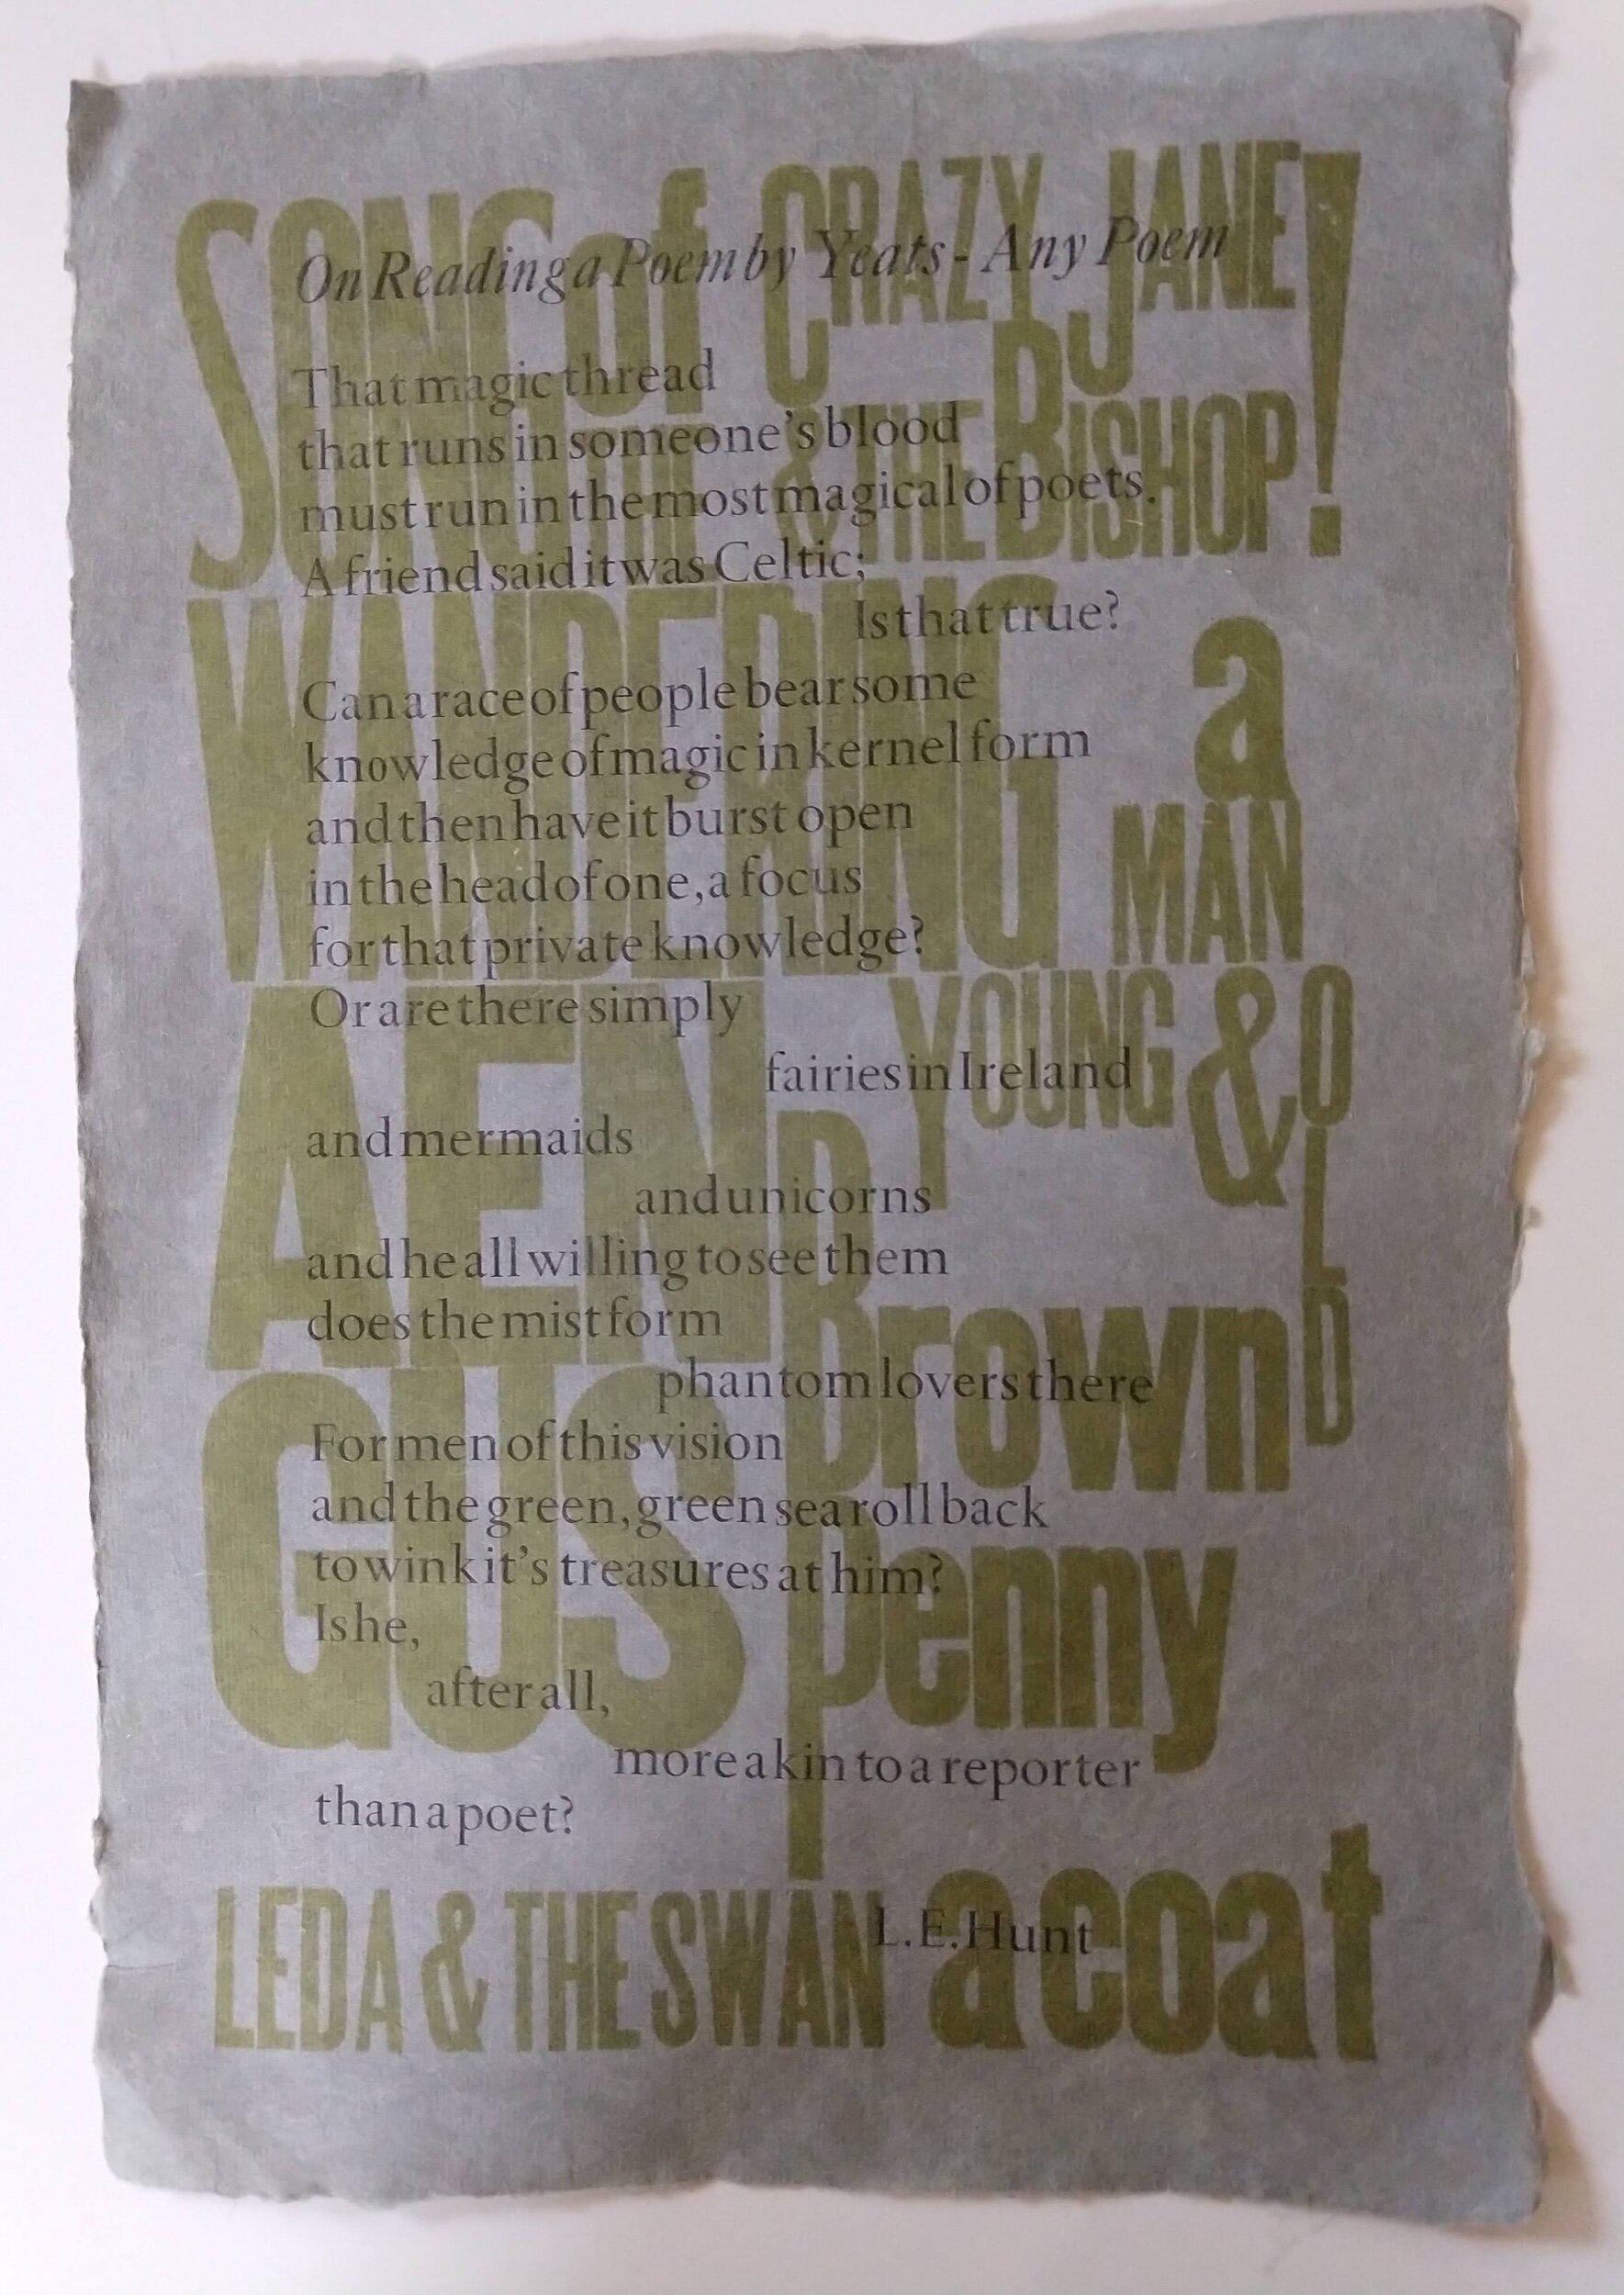 SONG of CRAZY JANE
& THE BISHOP!
THE
WANDERING
AEN
GUS
a
MAN
YOUNG & OLD
Brown
penny
LEDA & THE SWAN a coat
On Reading a Poem by Yeats - Any Poem
That magic thread
that runs in someone's blood
must run in the most magical of poets.
A friend said it was Celtic;
Is that true?
Can a race of people bear some
knowledge of magic in kernel form
and then have it burst open
in the head of one, a focus
for that private knowledge?
Or are there simply
fairies in Ireland
and mermaids
and unicorns
and he all willing to see them
does the mist form
phantom lovers there
For men of this vision
and the green, green sea roll back
to wink it's treasures at him?
Is he,
after all,
more akin to a reporter
than a poet?
L.E. Hunt